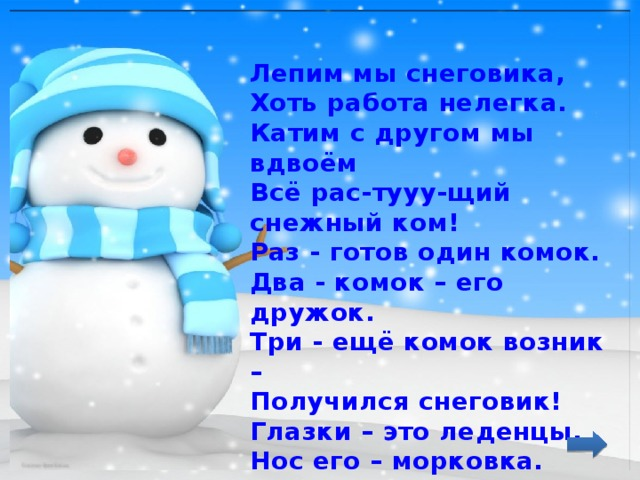 Лепим мы снеговика,
Хоть работа нелегка.
Катим с другом мы
вдвоём
Всё рас-тууу-щий
снежный ком!
Раз - готов один комок.
Два - комок – его
дружок.
Три - ещё комок возник
–
Получился снеговик!
Глазки – это леденцы,
Нос его – морковка.